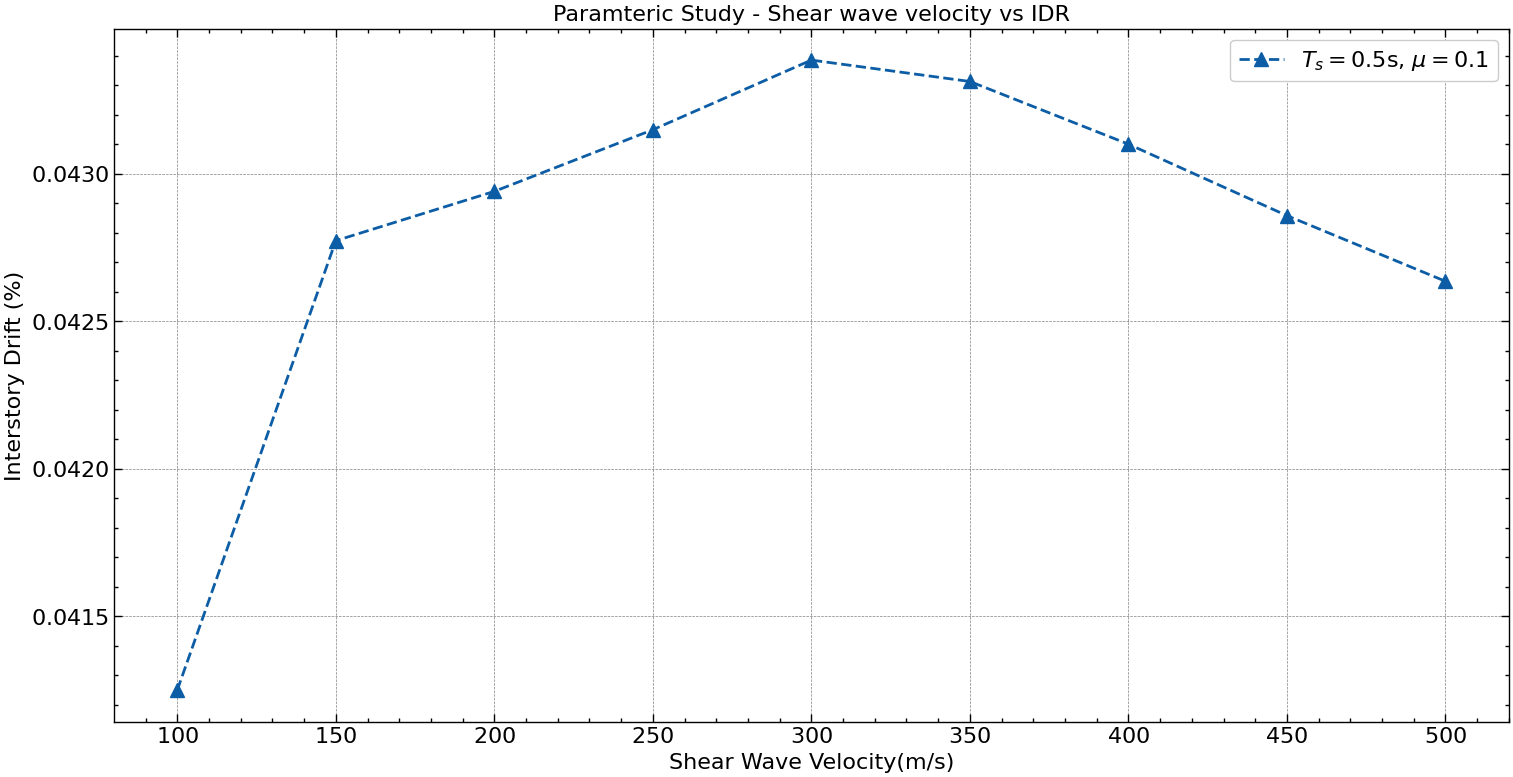 Paramteric Study - Shear wave velocity vs IDR
T_s = 0.5s, μ = 0.1
Interstory Drift (%)
0.0430
0.0425
0.0420
0.0415
100 150 200 250 300 350 400 450 500
Shear Wave Velocity(m/s)